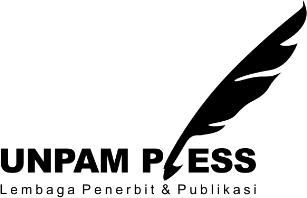 UNPAM PRESS
Lembaga Penerbit & Publikasi